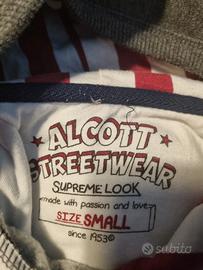 ALCOTT
STREETWEAR
SUPREME LOOK
made with passion and love
SIZE SMALL
since 1953©
subito